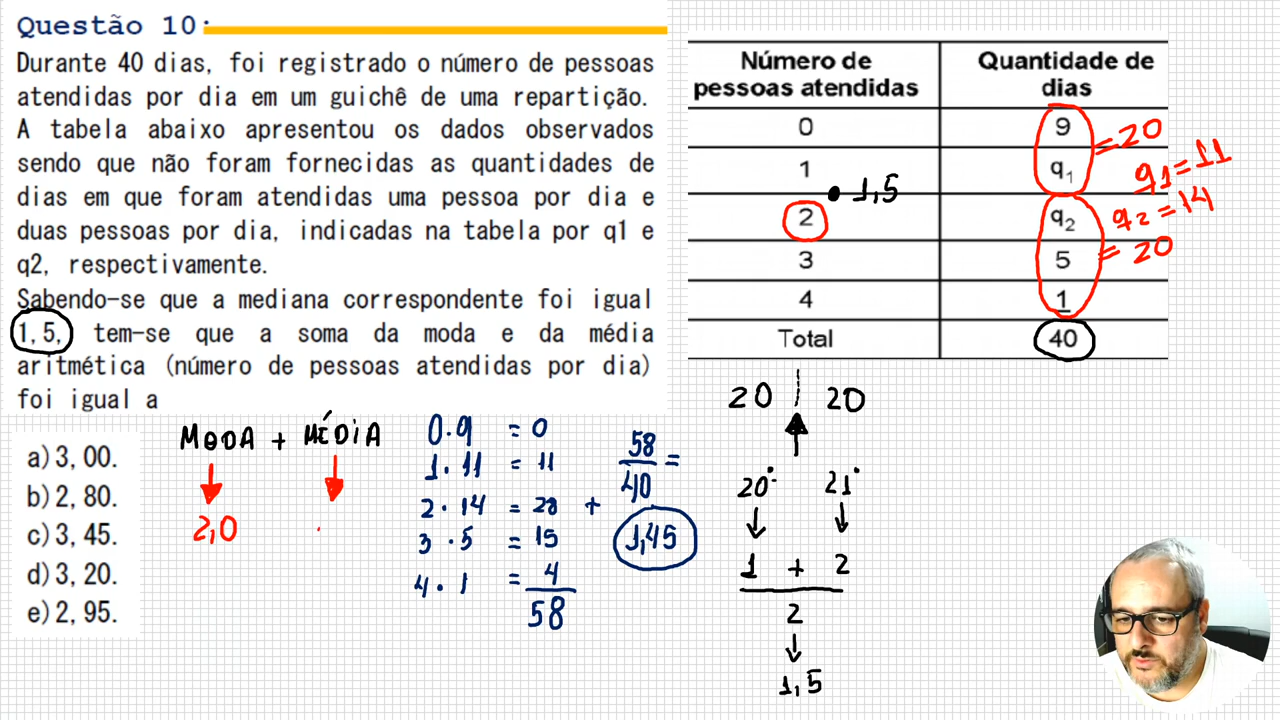 Questão 10:
Durante 40 dias, foi registrado o número de pessoas
atendidas por dia em um guichê de uma repartição.
A tabela abaixo apresentou os dados observados
sendo que não foram fornecidas as quantidades de
dias em que foram atendidas uma pessoa por dia e
duas pessoas por dia, indicadas na tabela por q1 e
q2, respectivamente.
Sabendo-se que a mediana correspondente foi igual
1,5, tem-se que a soma da moda e da média
aritmética (número de pessoas atendidas por dia)
foi igual a
a) 3, 00.
b) 2, 80.
c) 3, 45.
d) 3, 20.
e) 2, 95.
MODA + MÉDIA
2,0
0.9 = 0
1.11 = 11
2.14 = 28 +
3.5 = 15
4.1 = 4
58
58
40 =
1,45
Número de pessoas atendidas Quantidade de dias
0 9
1 q1
2 q2
3 5
4 1
Total 40
= 20
q1 = 11
q2 = 14
= 20
1,5
20 20
20º 21º
1 + 2
2
1,5